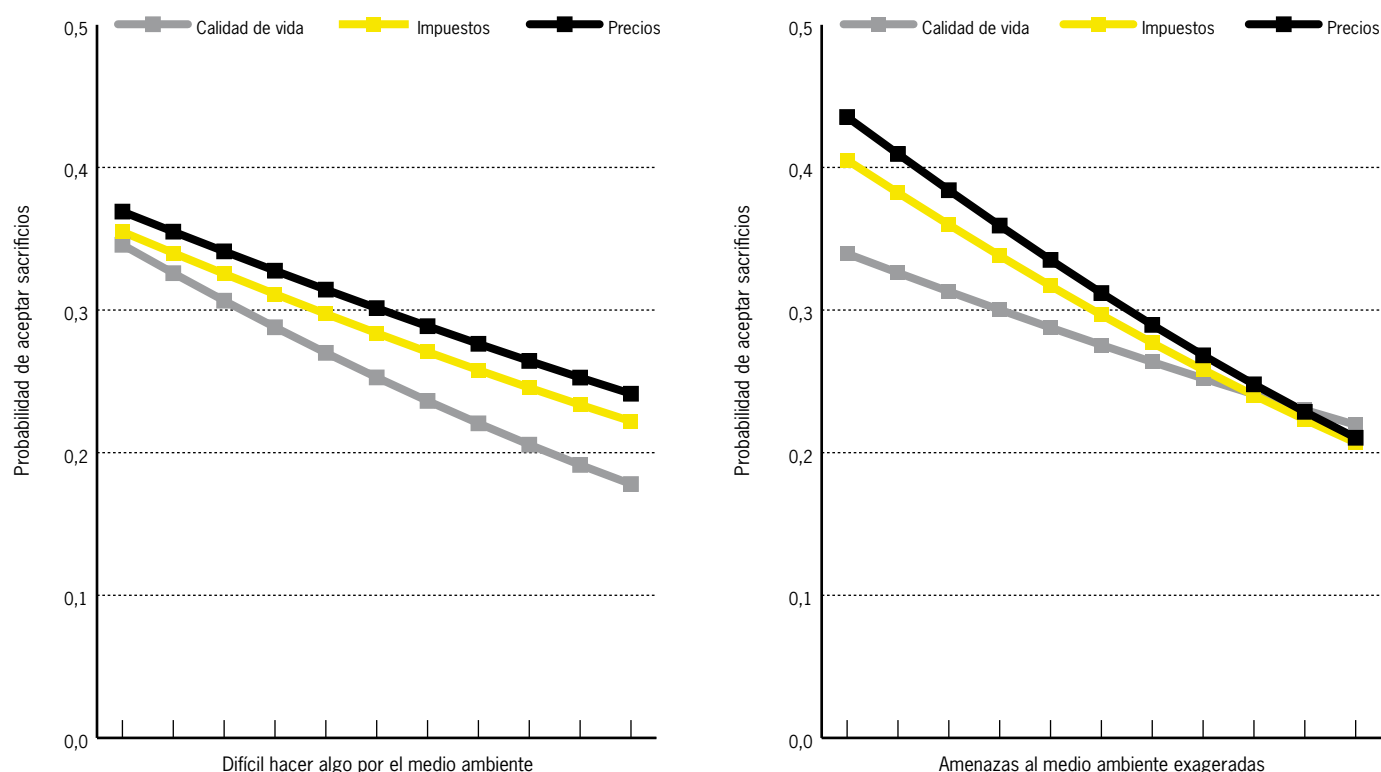 0,5
Calidad de vida
Impuestos
Precios
0,4
0,3
0,2
0,1
0,0
Probabilidad de aceptar sacrificios
Difícil hacer algo por el medio ambiente
0,5
Calidad de vida
Impuestos
Precios
0,4
0,3
0,2
0,1
0,0
Probabilidad de aceptar sacrificios
Amenazas al medio ambiente exageradas